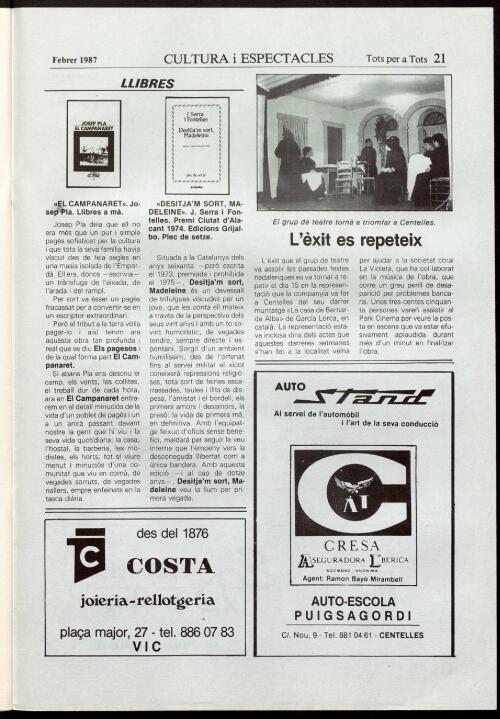 Febrer 1987
CULTURA i ESPECTACLES
Tots per a Tots 21
LLIBRES
JOSEP PLA
EL CAMPANARET
J. Serra
i Fontelles
Desitja'm sort,
Madeleine
«EL CAMPANARET». Jo-
sep Pla. Llibres a mà.
Josep Pla deia que ell no
era més que un pur i simple
pagès sofisticat per la cultura
i que tots la seva família havia
viscut des de feia segles en
una masia isolada de l'Empor-
dà. Ell era, doncs —escrivia—
un trànsfuga de l'aixada, de
l'arada i del rampí.
Per sort va ésser un pagès
fracassat per a convertir-se en
un escriptor extraordinari.
Però el tribut a la terra volia
pagar-lo i així tenim ara
aquesta obra tan profunda i
real que es diu Els pagesos i
de la qual forma part El Cam-
panaret.
Si abans Pla ens descriu el
camp, els vents, les collites,
el treball dur de cada hora,
ara en El Campanaret entra-
rem en el detall minuciós de la
vida d'un poblet de pagès i un
a un anirà passant davant
nostre la gent que hi viu i la
seva vida quotidiana: la casa,
l'hostal, la barberia, les mo-
distes, els horts; tot el viure
menut i minuciós d'una co-
munitat que viu en comú, de
vegades sorruts, de vegades
riallers, empre enfeinats en la
tasca diària.
«DESITJA'M SORT, MA-
DELEINE». J. Serra i Fon-
telles. Premi Ciutat d'Ala-
cant 1974. Edicions Grijal-
bo. Plec de setze.
Situada a la Catalunya dels
anys seixanta —però escrita
el 1973, premiada i prohibida
el 1975—, Desitja'm sort,
Madeleine és un devessall
de trifulgues viscudes per un
jove, que les conta ell mateix
a través de la perspectiva dels
seus vint anys i amb un to so-
vint humorístic, de vegades
tendre, sempre directe i es-
pontani. Sorgit d'un ambient
humilíssim, des de l'orfenat
fins al servei militar el xicot
coneixerà repressions religio-
ses, tota sort de feines escar-
rassades, taules i llits de dis-
pesa, l'amistat i el bordell, els
primers amors i desamors, la
presó: la vida de primera mà,
en definitiva. Amb l'equipat-
ge feixuc d'oficis sense bene-
fici, maldarà per seguir la veu
interna que l'empeny vers la
desconeguda llibertat com a
única bandera. Amb aquesta
edició —i al cap de dotze
anys—, Desitja'm sort, Ma-
deleine veu la llum per pri-
mera vegada.
El grup de teatre tornà a triomfar a Centelles.
L'èxit es repeteix
L'èxit que el grup de teatre
va assolir les passades festes
nadalenques es va tornar a re-
petir el dia 15 en la representa-
ció que la companyia va fer
a Centelles del seu darrer
muntatge «La casa de Bernar-
da Alba» de García Lorca, en
català. La representació esta-
va inclosa dins dels actes que
aquestes darreres setmanes
s'han fet a la localitat veïna
per ajudar a la societat coral
La Violeta, que ha col·laborat
en la música de l'obra, que
corre un greu perill de desa-
parició per problemes banca-
ris. Unes tres-centes cinquan-
ta persones varen assistir al
Park Cinema per veure la pos-
ta en escena que va estar efu-
sivament aplaudida durant
més d'un minut en finalitzar
l'obra.
des del 1876
COSTA
joieria-rellotgeria
plaça major, 27 - tel. 886 07 83
VIC
AUTO
Stand
Al servei de l'automòbil
i l'art de la seva conducció
AI
CRESA
ASEGURADORA IBERICA
SOCIEDAD ANONIMA
Agent: Ramon Bayó Mirambell
AUTO-ESCOLA
PUIGSAGORDI
C/. Nou, 9 - Tel. 881 04 61 - CENTELLES